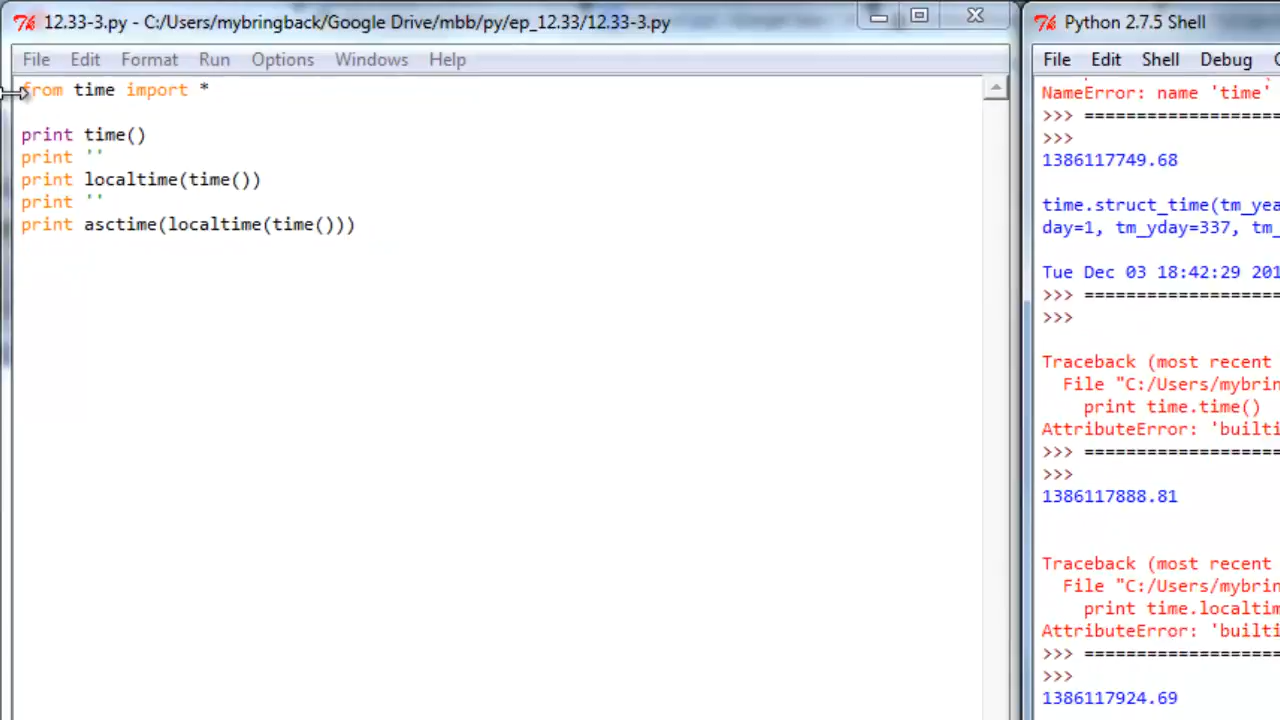 12.33-3.py - C:/Users/mybringback/Google Drive/mbb/py/ep_12.33/12.33-3.py
File Edit Format Run Options Windows Help
from time import *
print time()
print ''
print localtime(time())
print ''
print asctime(localtime(time()))
Python 2.7.5 Shell
File Edit Shell Debug
NameError: name 'time'
>>> ======================
>>>
1386117749.68
time.struct_time(tm_yea
day=1, tm_yday=337, tm_
Tue Dec 03 18:42:29 201
>>> ======================
>>>
Traceback (most recent
File "C:/Users/mybrin
print time.time()
AttributeError: 'builti
>>> ======================
>>>
1386117888.81
Traceback (most recent
File "C:/Users/mybrin
print time.localtim
AttributeError: 'builti
>>> ======================
>>>
1386117924.69